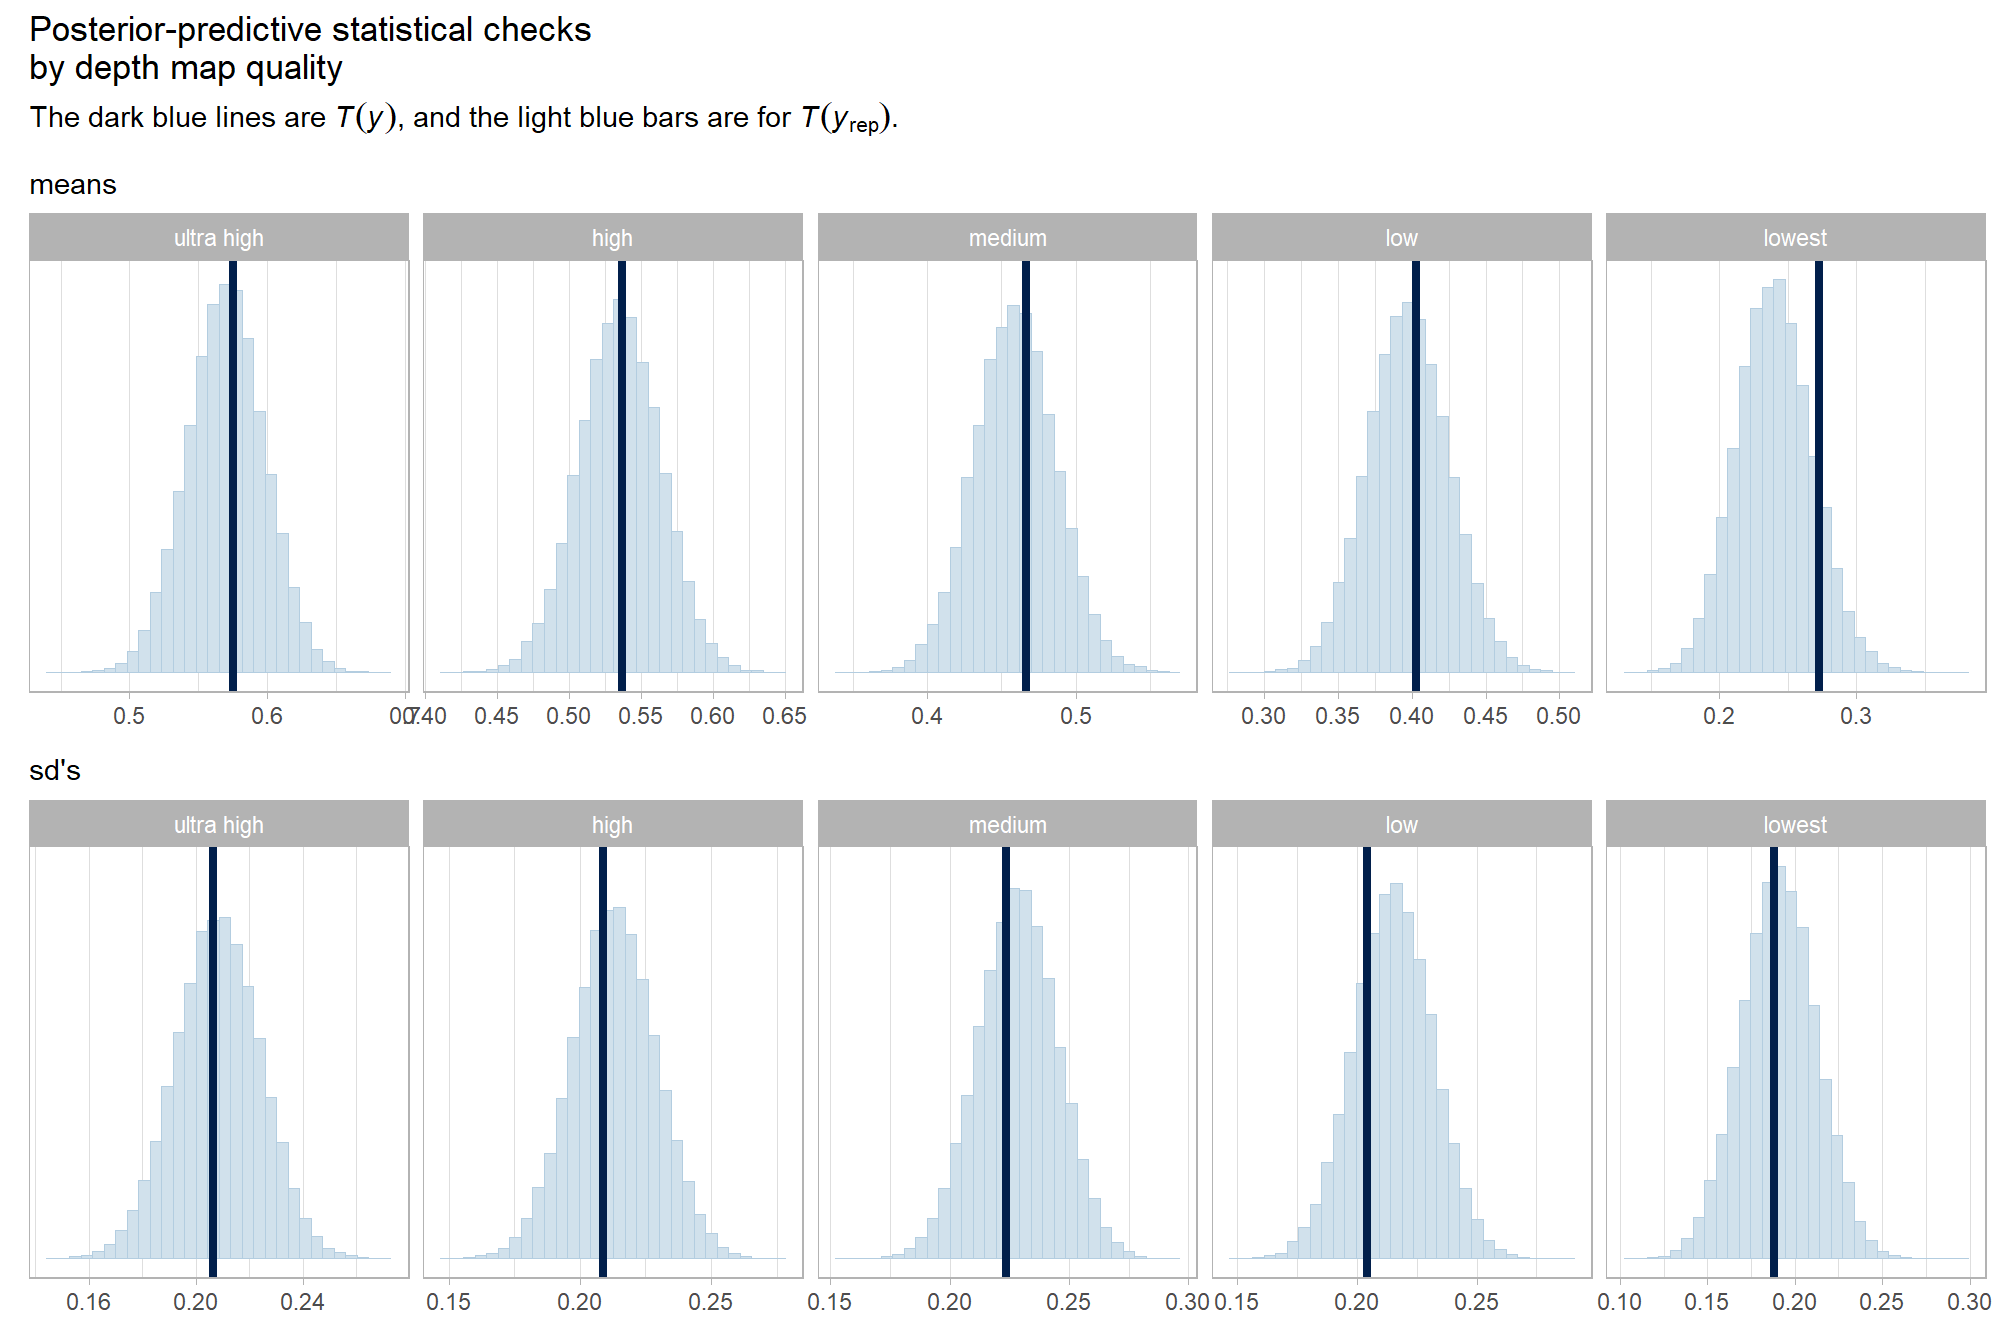 Posterior-predictive statistical checks
by depth map quality
The dark blue lines are T(y), and the light blue bars are for T(y_rep).
means
ultra high high medium low lowest
0.5 0.6 0.7 0.40 0.45 0.50 0.55 0.60 0.65 0.4 0.5 0.30 0.35 0.40 0.45 0.50 0.2 0.3
sd's
ultra high high medium low lowest
0.16 0.20 0.24 0.15 0.20 0.25 0.15 0.20 0.25 0.30 0.15 0.20 0.25 0.10 0.15 0.20 0.25 0.30